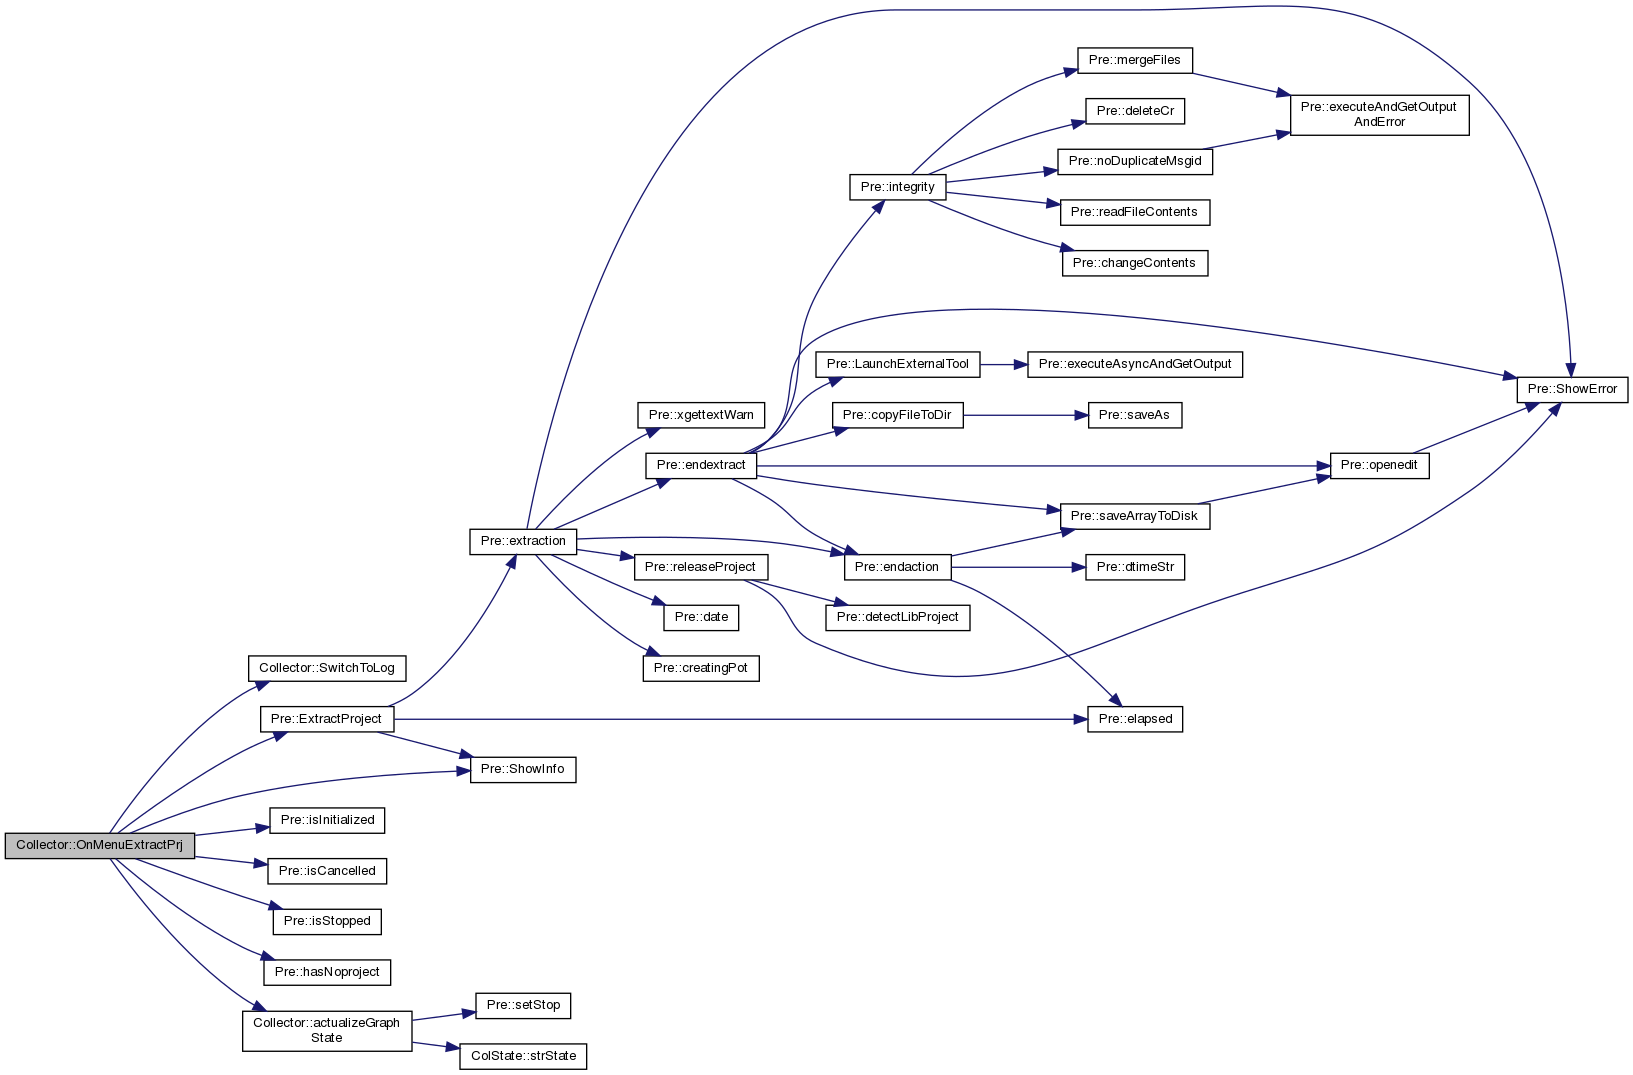 Pre::mergeFiles
Pre::executeAndGetOutput
AndError
Pre::deleteCr
Pre::noDuplicateMsgid
Pre::integrity
Pre::readFileContents
Pre::changeContents
Pre::LaunchExternalTool
Pre::executeAsyncAndGetOutput
Pre::ShowError
Pre::xgettextWarn
Pre::copyFileToDir
Pre::saveAs
Pre::endextract
Pre::openedit
Pre::saveArrayToDisk
Pre::extraction
Pre::releaseProject
Pre::endaction
Pre::dtimeStr
Pre::date
Pre::detectLibProject
Collector::SwitchToLog
Pre::creatingPot
Pre::ExtractProject
Pre::elapsed
Pre::ShowInfo
Pre::isInitialized
Collector::OnMenuExtractPrj
Pre::isCancelled
Pre::isStopped
Pre::hasNoproject
Pre::setStop
Collector::actualizeGraph
State
ColState::strState